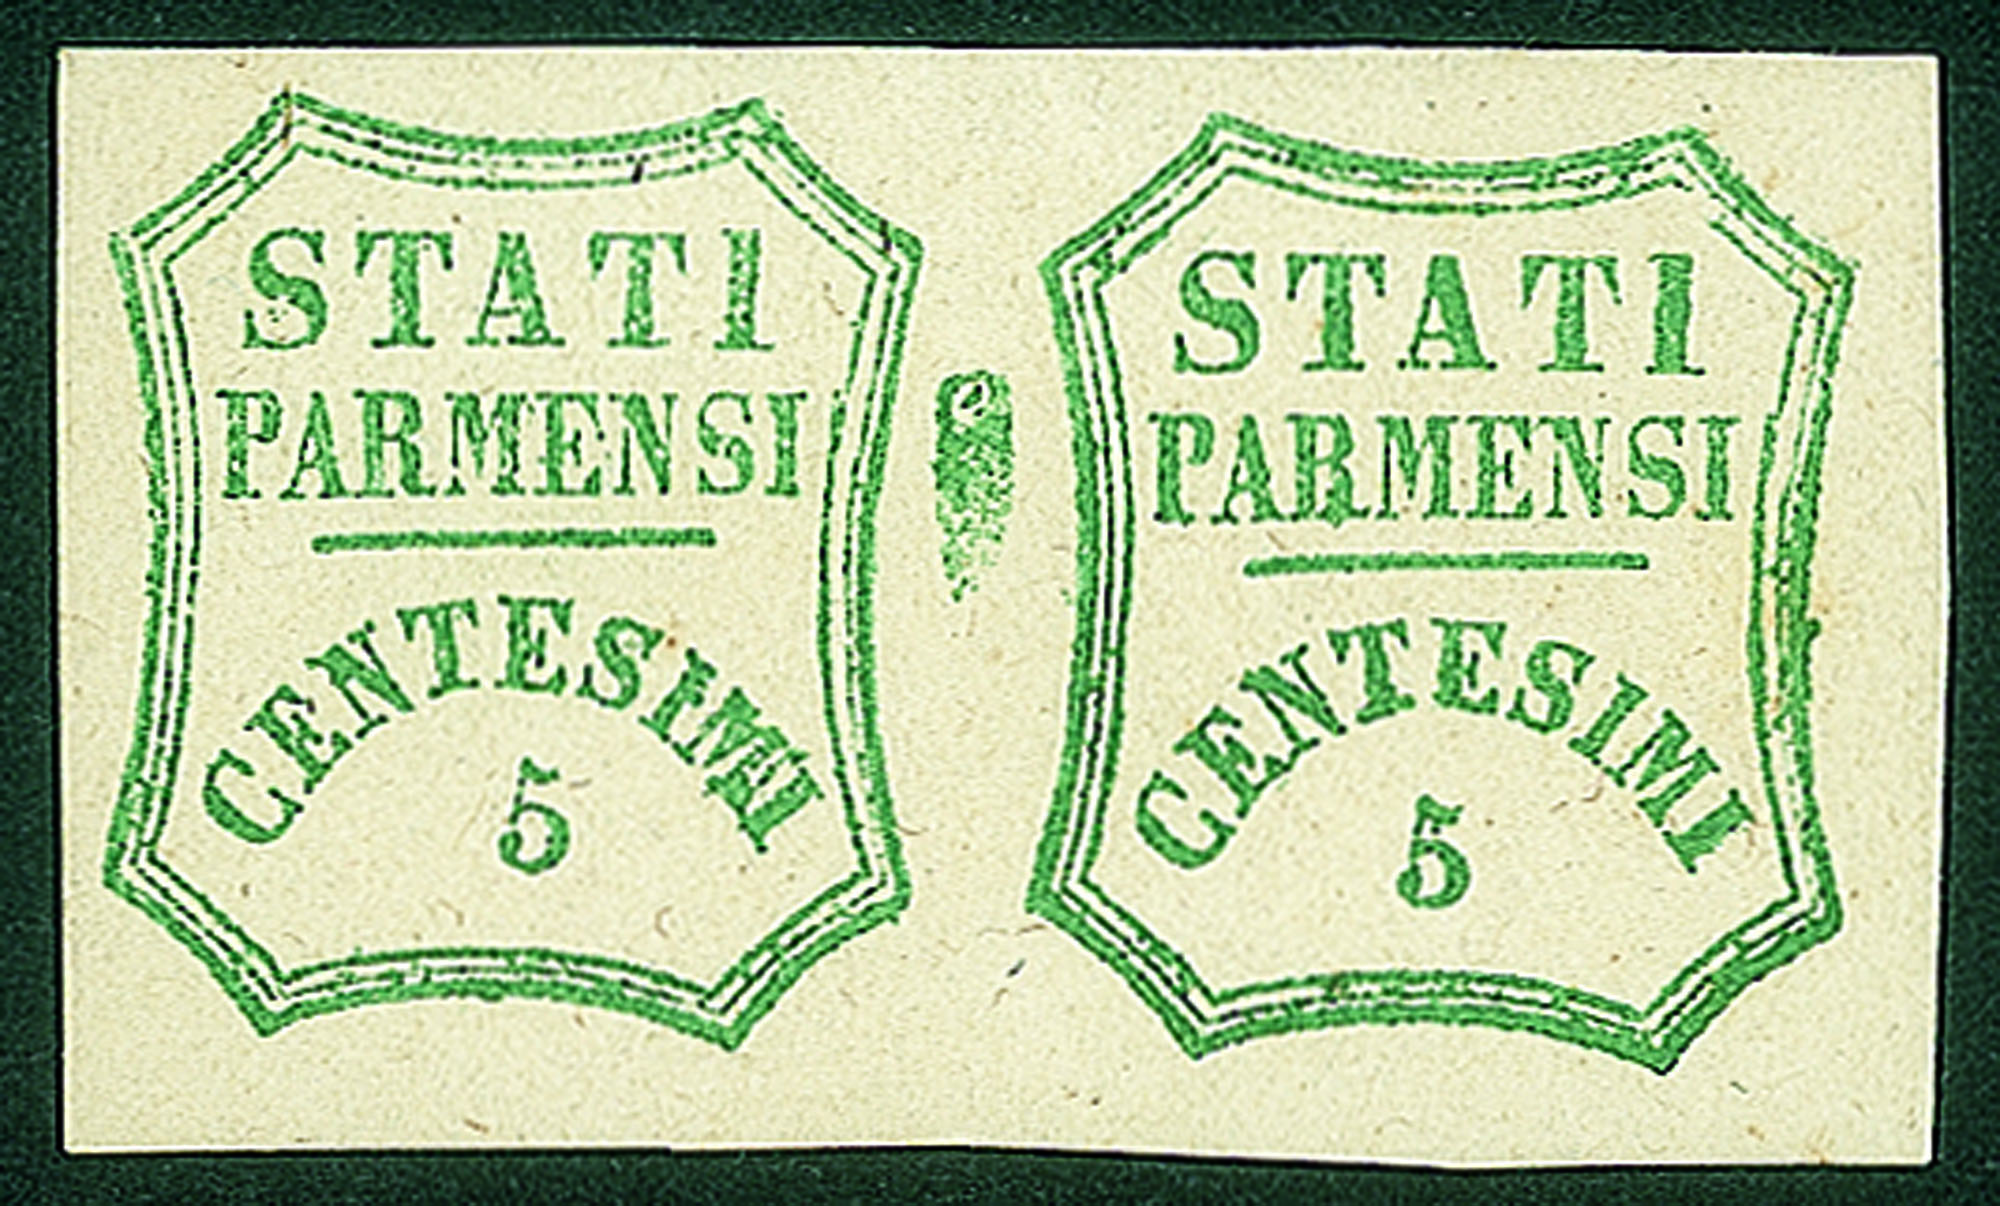 STATI
PARMENSI
CENTESIMI
5
STATI
PARMENSI
CENTESIMI
5